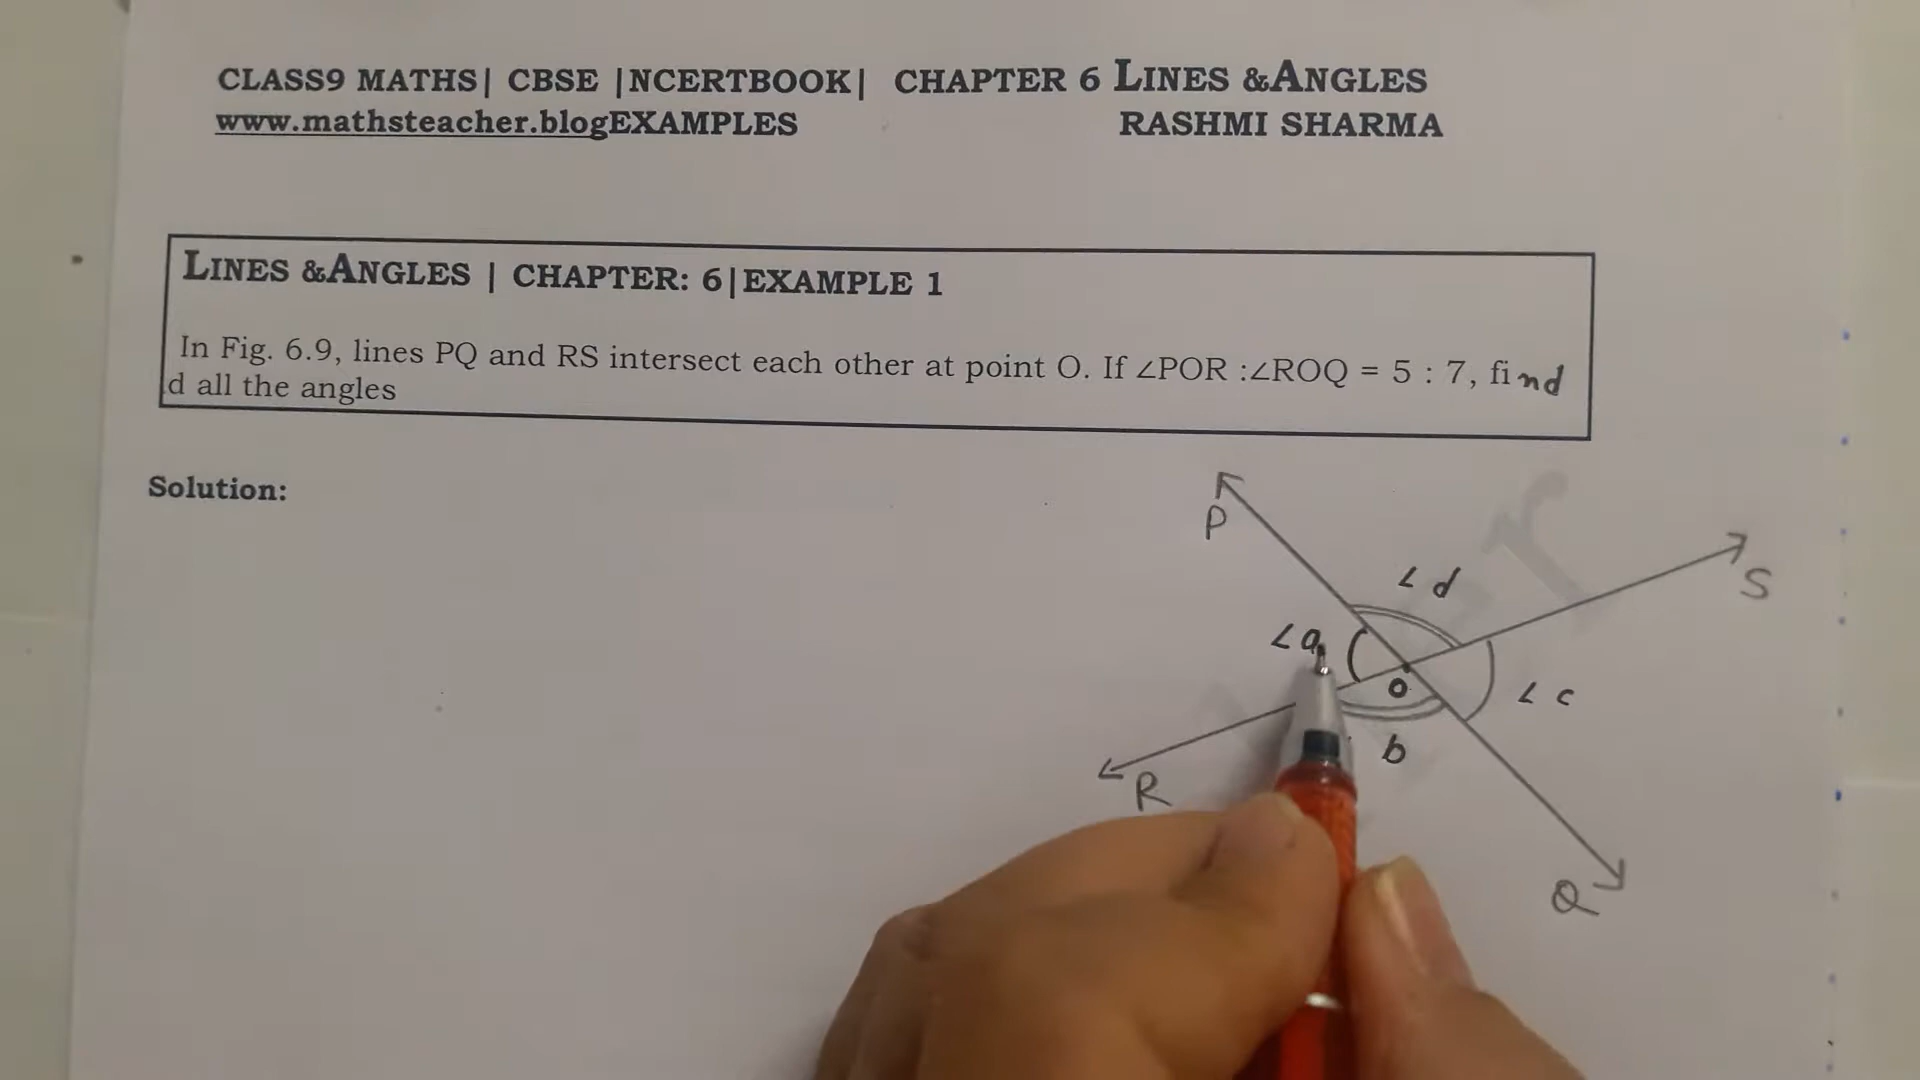 CLASS9 MATHS| CBSE |NCERTBOOK| CHAPTER 6 LINES &ANGLES
www.mathsteacher.blogEXAMPLES RASHMI SHARMA
LINES &ANGLES | CHAPTER: 6|EXAMPLE 1
In Fig. 6.9, lines PQ and RS intersect each other at point O. If ∠POR :∠ROQ = 5 : 7, find
d all the angles
Solution:
P
S
∠d
∠a
O
∠c
b
R
Q